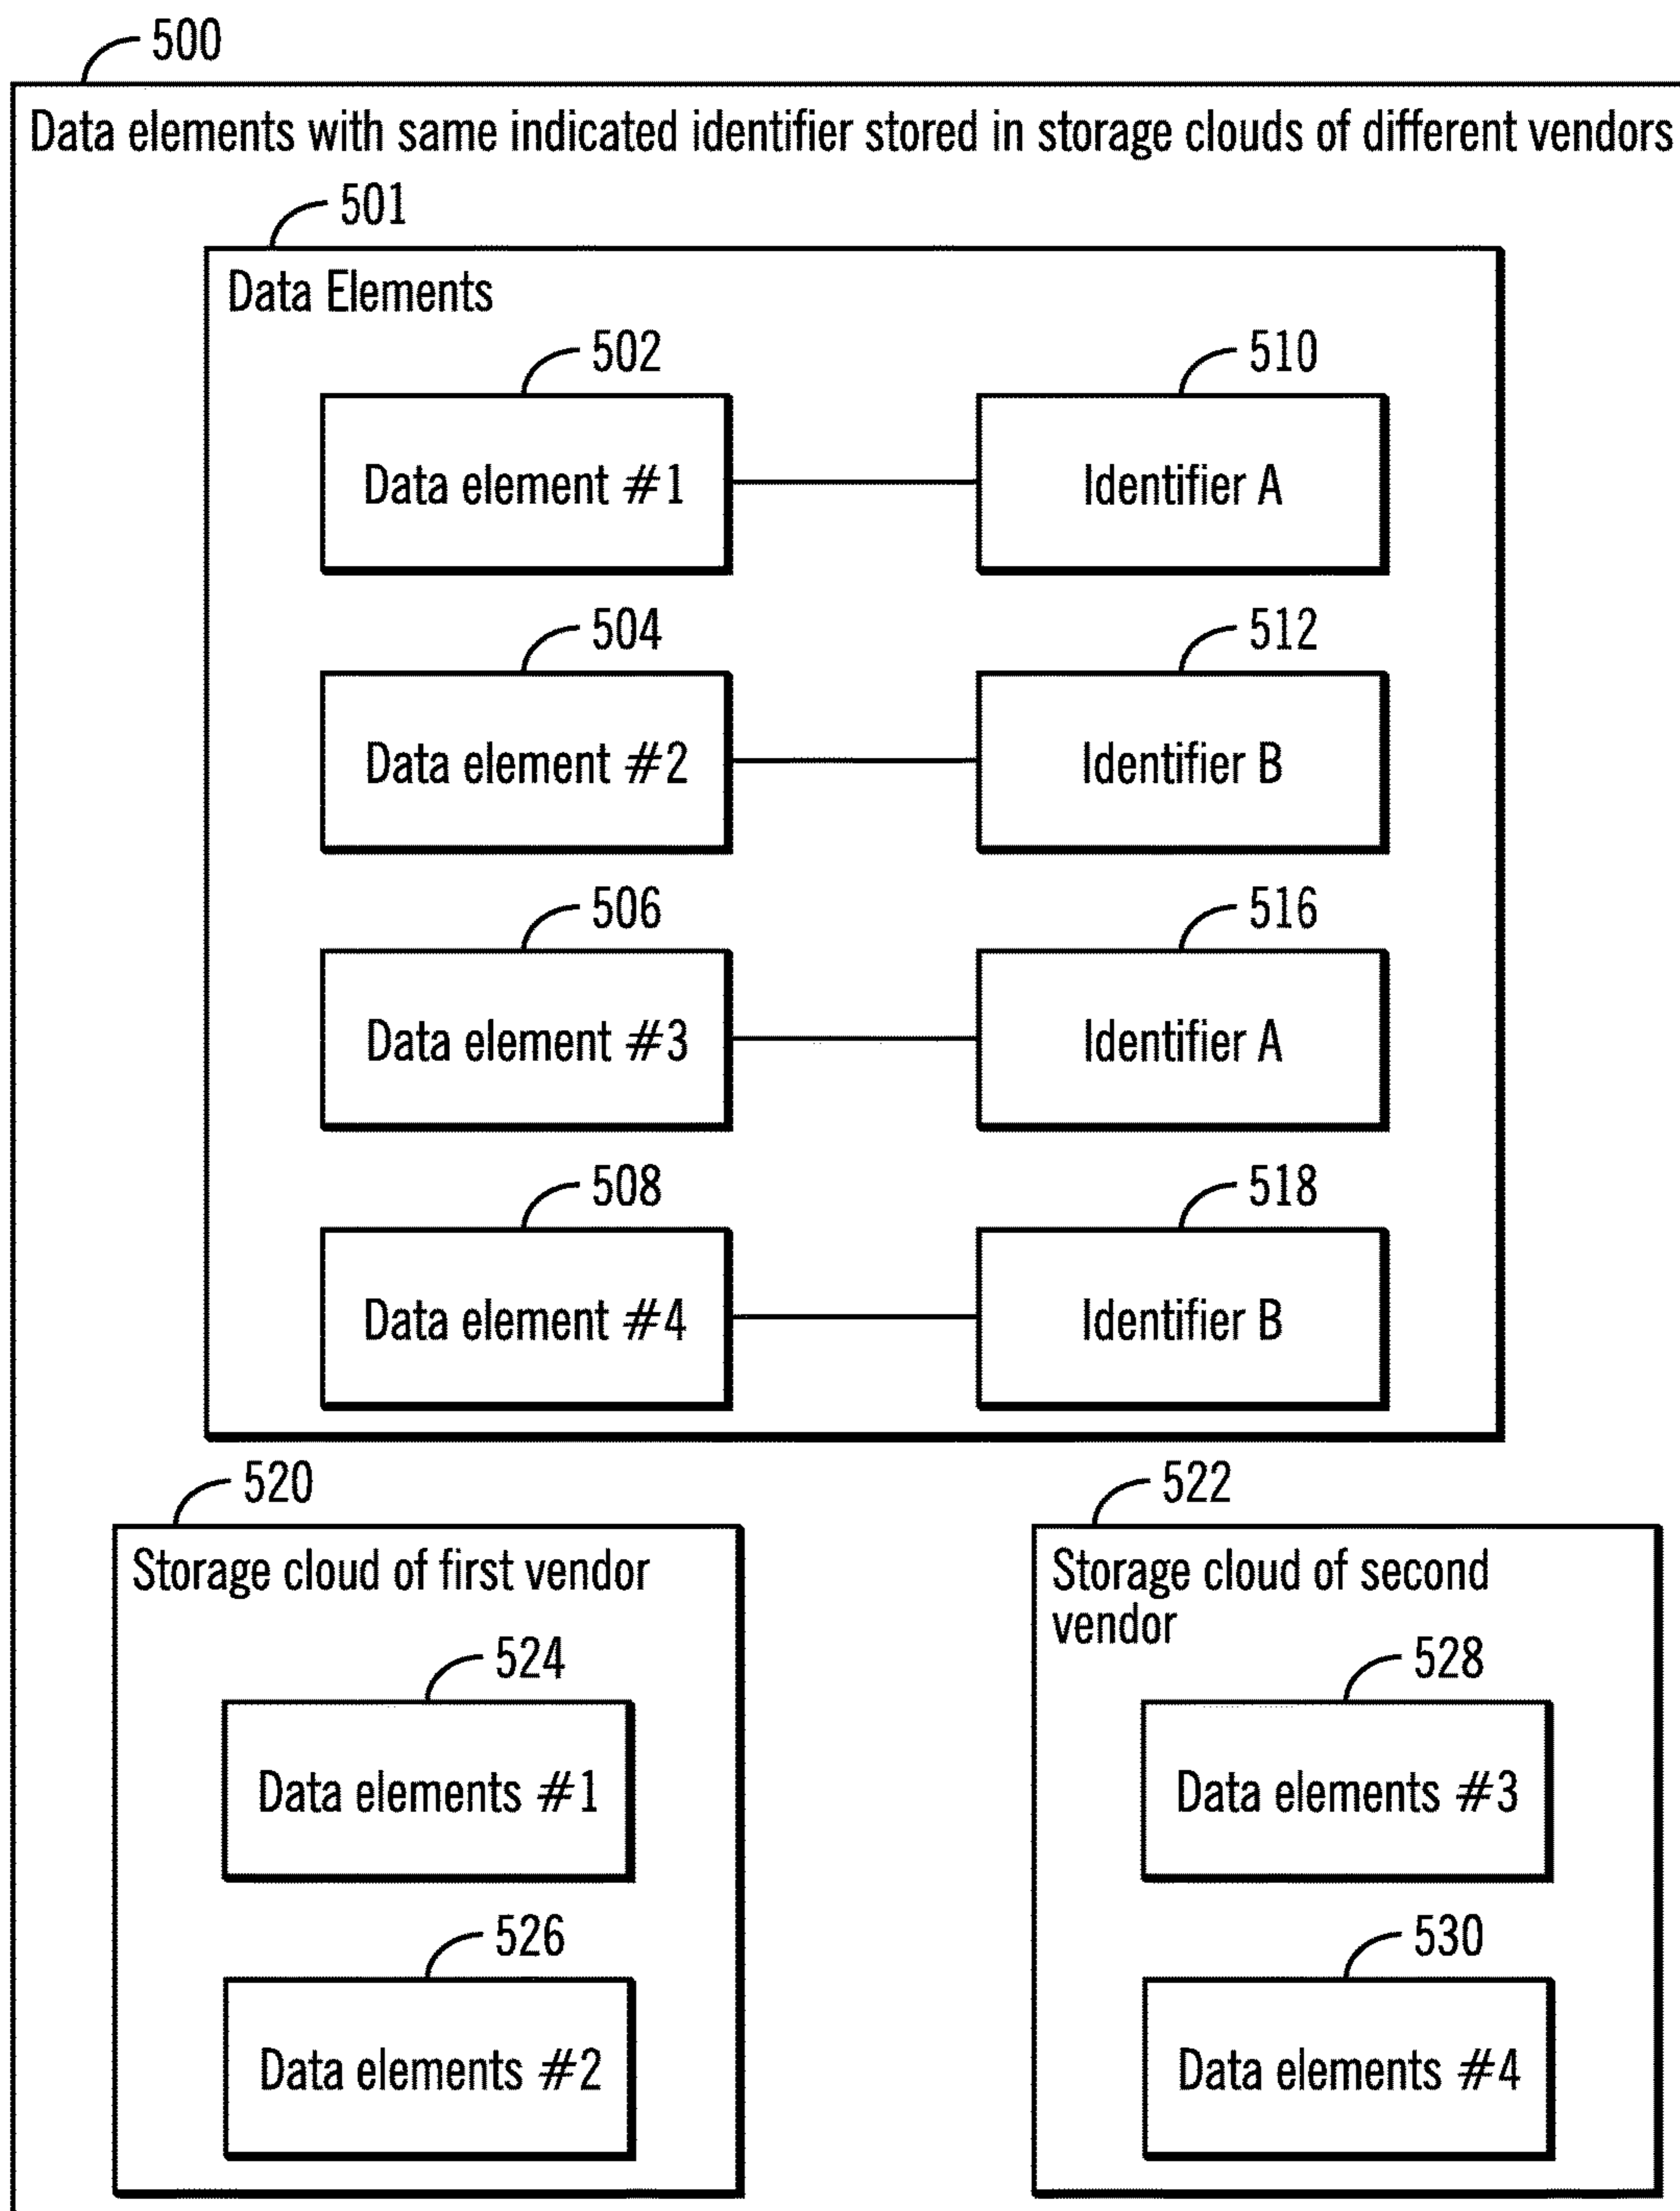 500
Data elements with same indicated identifier stored in storage clouds of different vendors
501
Data Elements
502
510
Data element #1
Identifier A
504
512
Data element #2
Identifier B
506
516
Data element #3
Identifier A
508
518
Data element #4
Identifier B
520
522
Storage cloud of first vendor
Storage cloud of second
vendor
524
528
Data elements #1
Data elements #3
526
530
Data elements #2
Data elements #4